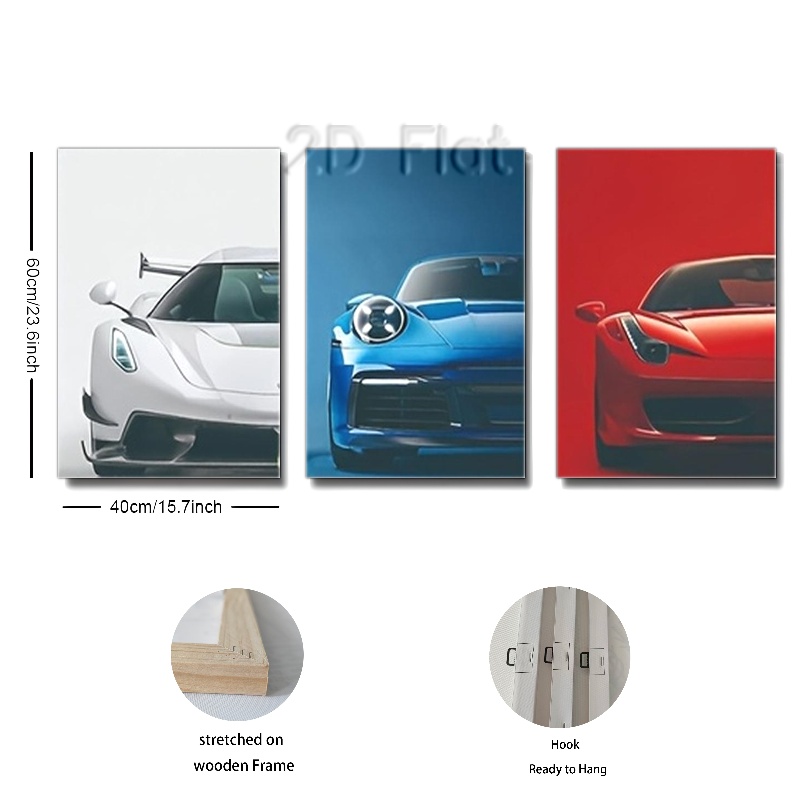 2D Flat
60cm/23.6inch
40cm/15.7inch
stretched on
wooden Frame
Hook
Ready to Hang